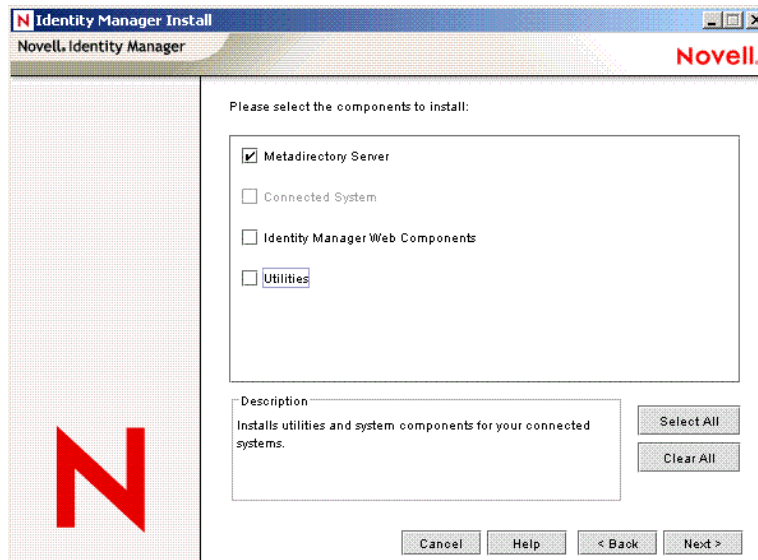 Identity Manager Install
Novell. Identity Manager
Novell.
Please select the components to install:
Metadirectory Server
Connected System
Identity Manager Web Components
Utilities
Description
Installs utilities and system components for your connected
systems.
Select All
Clear All
N
Cancel
Help
< Back
Next >